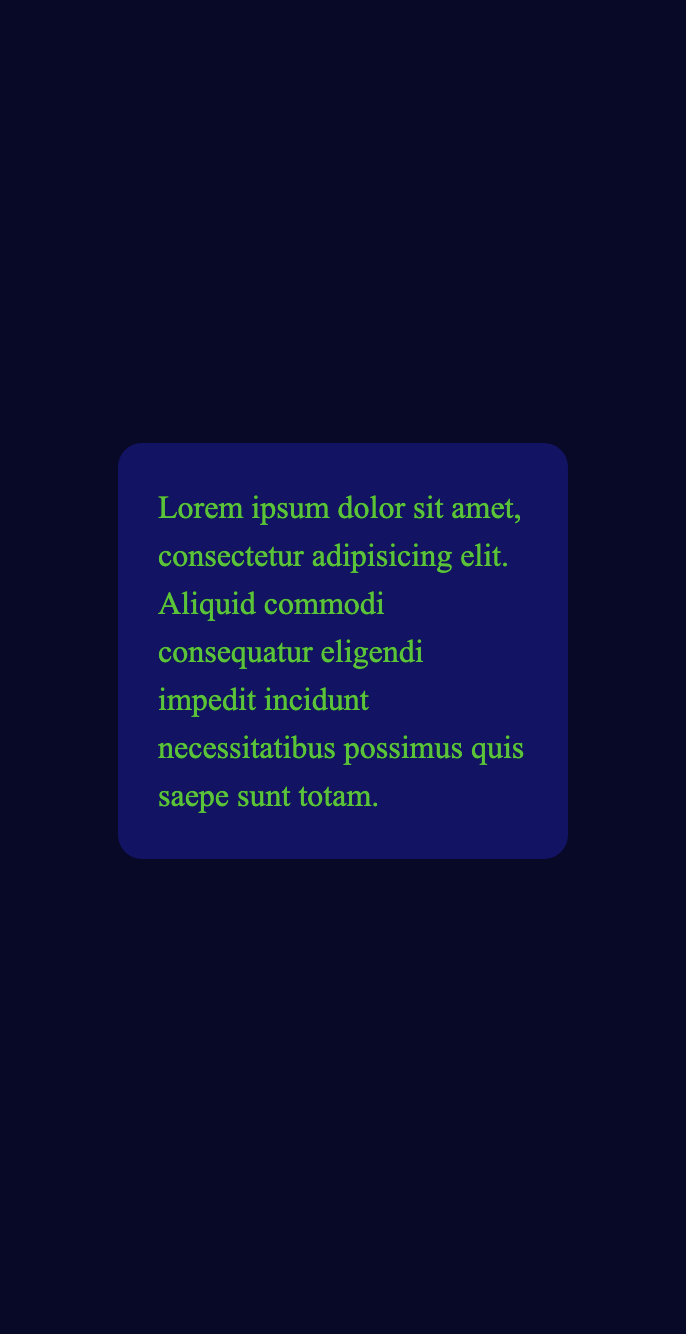 Lorem ipsum dolor sit amet,
consectetur adipisicing elit.
Aliquid commodi
consequatur eligendi
impedit incidunt
necessitatibus possimus quis
saepe sunt totam.